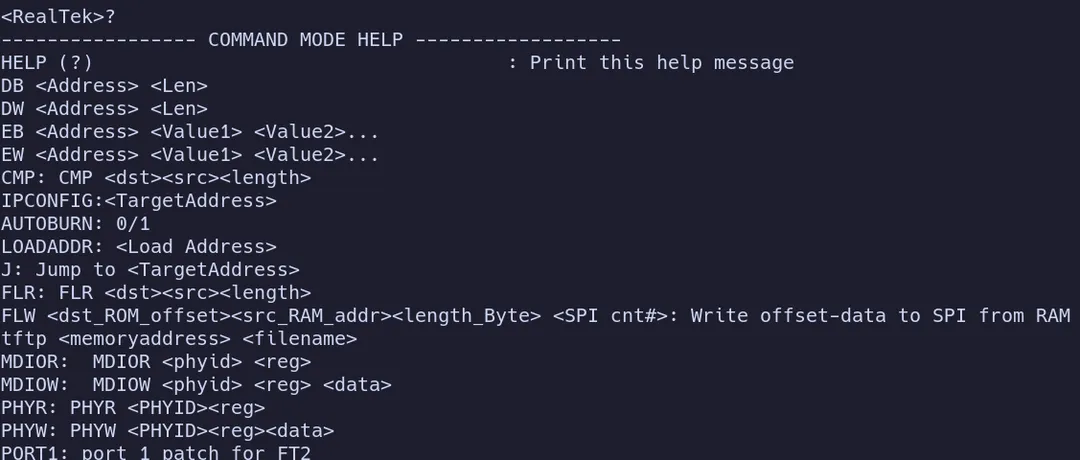 <RealTek>?
----------------- COMMAND MODE HELP ------------------
HELP (?)                                    : Print this help message
DB <Address> <Len>
DW <Address> <Len>
EB <Address> <Value1> <Value2>...
EW <Address> <Value1> <Value2>...
CMP: CMP <dst><src><length>
IPCONFIG:<TargetAddress>
AUTOBURN: 0/1
LOADADDR: <Load Address>
J: Jump to <TargetAddress>
FLR: FLR <dst><src><length>
FLW <dst_ROM_offset><src_RAM_addr><length_Byte> <SPI cnt#>: Write offset-data to SPI from RAM
tftp <memoryaddress> <filename>
MDIOR:  MDIOR <phyid> <reg>
MDIOW:  MDIOW <phyid> <reg> <data>
PHYR: PHYR <PHYID><reg>
PHYW: PHYW <PHYID><reg><data>
PORT1: port 1 patch for FT2